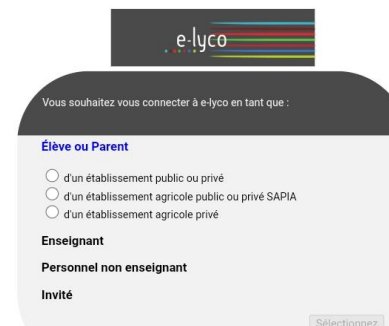 e-lyco
Vous souhaitez vous connecter à e-lyco en tant que :
Élève ou Parent
d'un établissement public ou privé
d'un établissement agricole public ou privé SAPIA
d'un établissement agricole privé
Enseignant
Personnel non enseignant
Invité
Sélectionnez